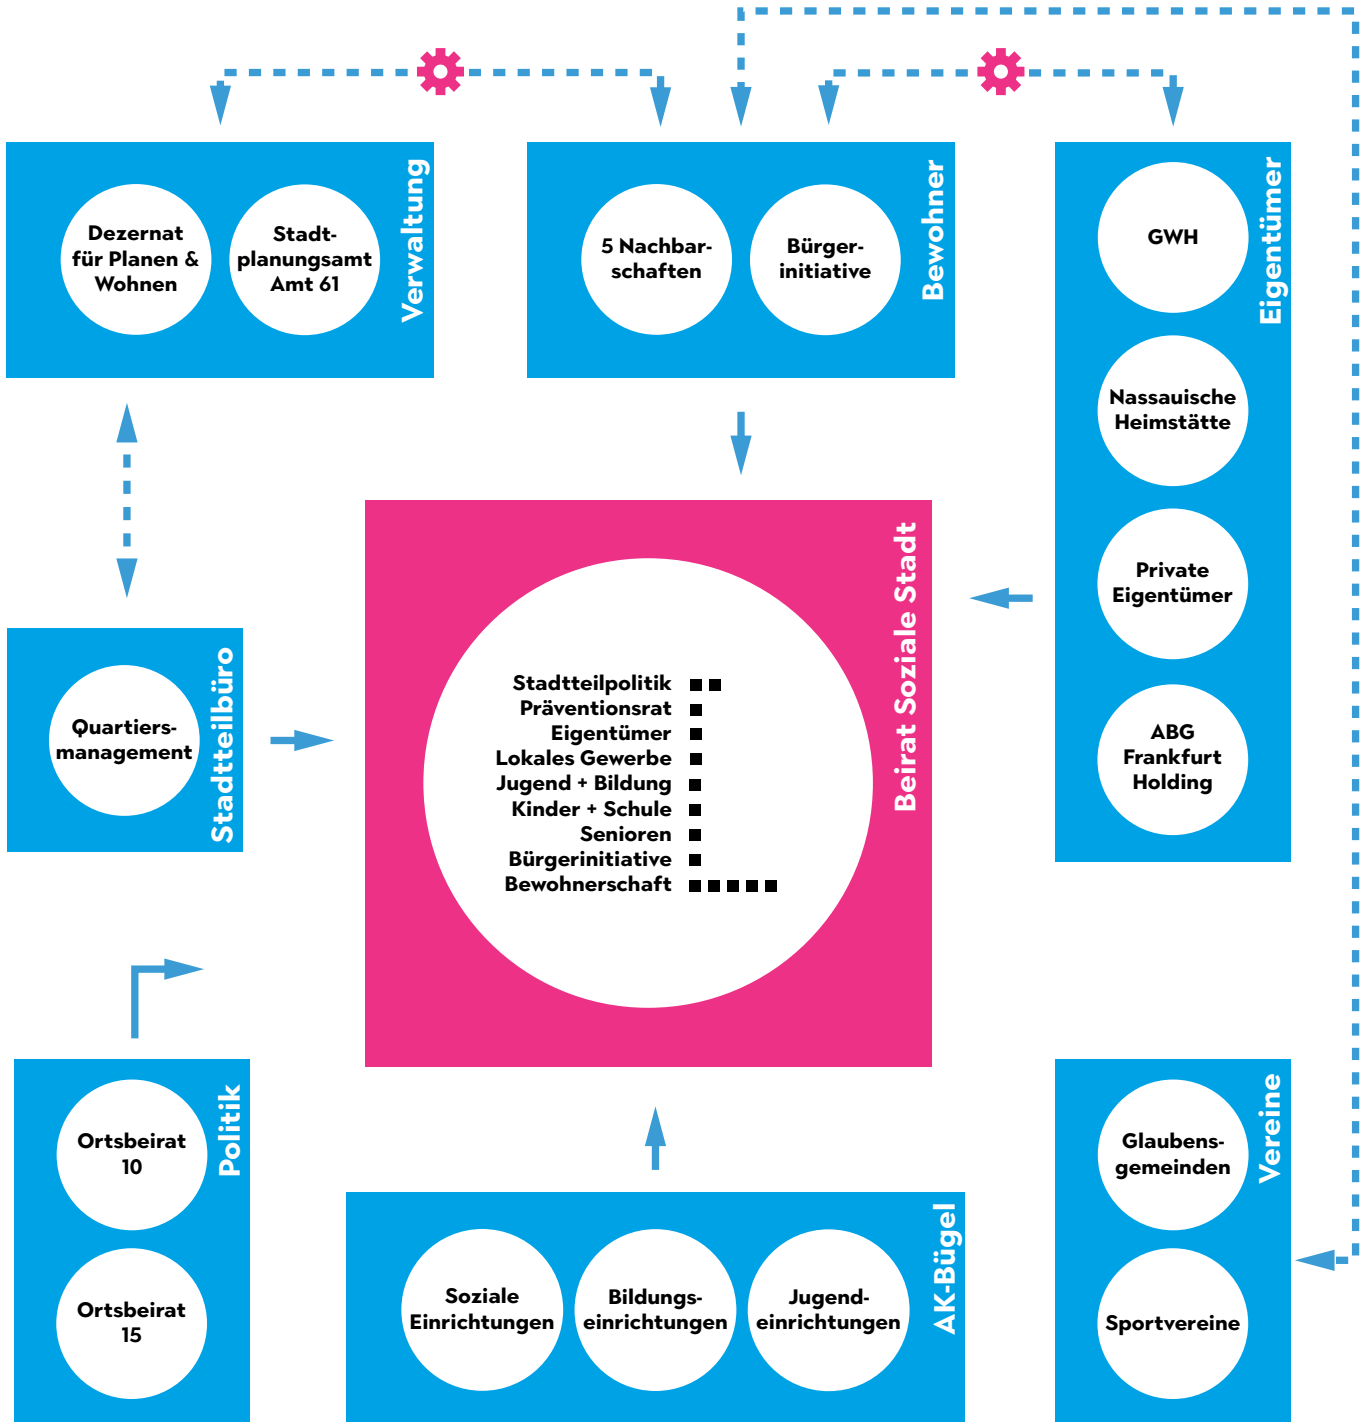 Dezernat
für Planen &
Wohnen
Stadt-
planungsamt
Amt 61
Verwaltung
5 Nachbar-
schaften
Bürger-
initiative
Bewohner
GWH
Nassauische
Heimstätte
Private
Eigentümer
ABG
Frankfurt
Holding
Eigentümer
Quartiers-
management
Stadtteilbüro
Stadtteilpolitik
Präventionsrat
Eigentümer
Lokales Gewerbe
Jugend + Bildung
Kinder + Schule
Senioren
Bürgerinitiative
Bewohnerschaft
Beirat Soziale Stadt
Ortsbeirat
10
Ortsbeirat
15
Politik
Soziale
Einrichtungen
Bildungs-
einrichtungen
Jugend-
einrichtungen
AK-Bügel
Glaubens-
gemeinden
Sportvereine
Vereine